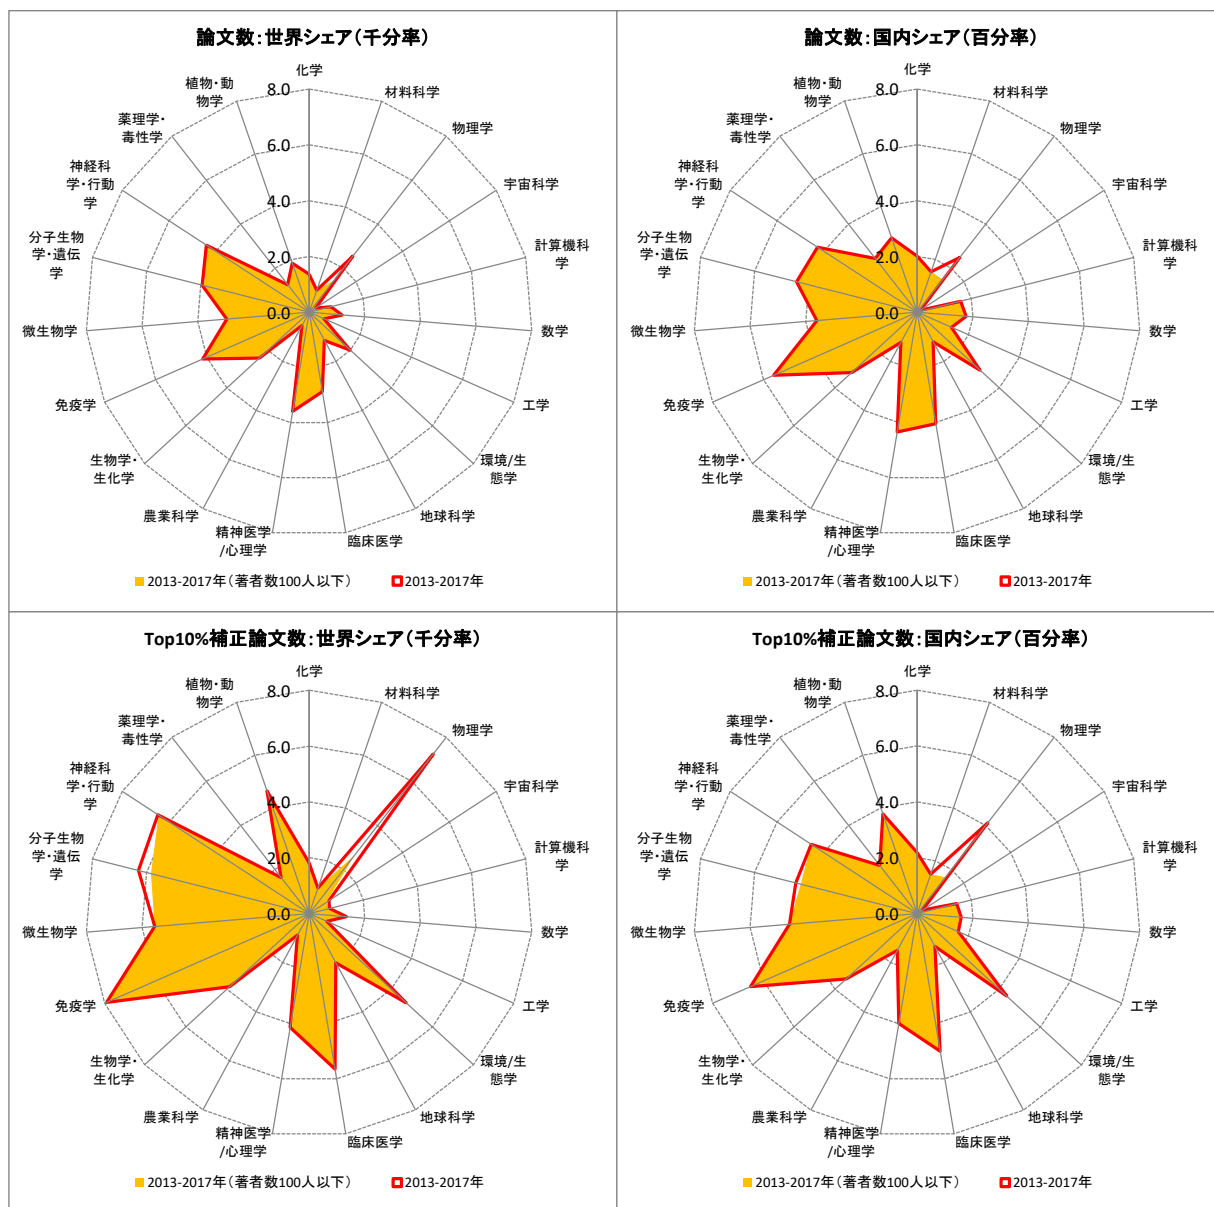 論文数：世界シェア（千分率）
化学
材料科学
物理学
宇宙科学
計算機科
学
数学
工学
環境/生
態学
地球科学
臨床医学
精神医学
/心理学
農業科学
生物学・
生化学
免疫学
微生物学
分子生物
学・遺伝
学
神経科
学・行動
学
薬理学・
毒性学
植物・動
物学
8.0
6.0
4.0
2.0
0.0
2013-2017年（著者数100人以下）
2013-2017年
論文数：国内シェア（百分率）
化学
材料科学
物理学
宇宙科学
計算機科
学
数学
工学
環境/生
態学
地球科学
臨床医学
精神医学
/心理学
農業科学
生物学・
生化学
免疫学
微生物学
分子生物
学・遺伝
学
神経科
学・行動
学
薬理学・
毒性学
植物・動
物学
8.0
6.0
4.0
2.0
0.0
2013-2017年（著者数100人以下）
2013-2017年
Top10%補正論文数：世界シェア（千分率）
化学
材料科学
物理学
宇宙科学
計算機科
学
数学
工学
環境/生
態学
地球科学
臨床医学
精神医学
/心理学
農業科学
生物学・
生化学
免疫学
微生物学
分子生物
学・遺伝
学
神経科
学・行動
学
薬理学・
毒性学
植物・動
物学
8.0
6.0
4.0
2.0
0.0
2013-2017年（著者数100人以下）
2013-2017年
Top10%補正論文数：国内シェア（百分率）
化学
材料科学
物理学
宇宙科学
計算機科
学
数学
工学
環境/生
態学
地球科学
臨床医学
精神医学
/心理学
農業科学
生物学・
生化学
免疫学
微生物学
分子生物
学・遺伝
学
神経科
学・行動
学
薬理学・
毒性学
植物・動
物学
8.0
6.0
4.0
2.0
0.0
2013-2017年（著者数100人以下）
2013-2017年